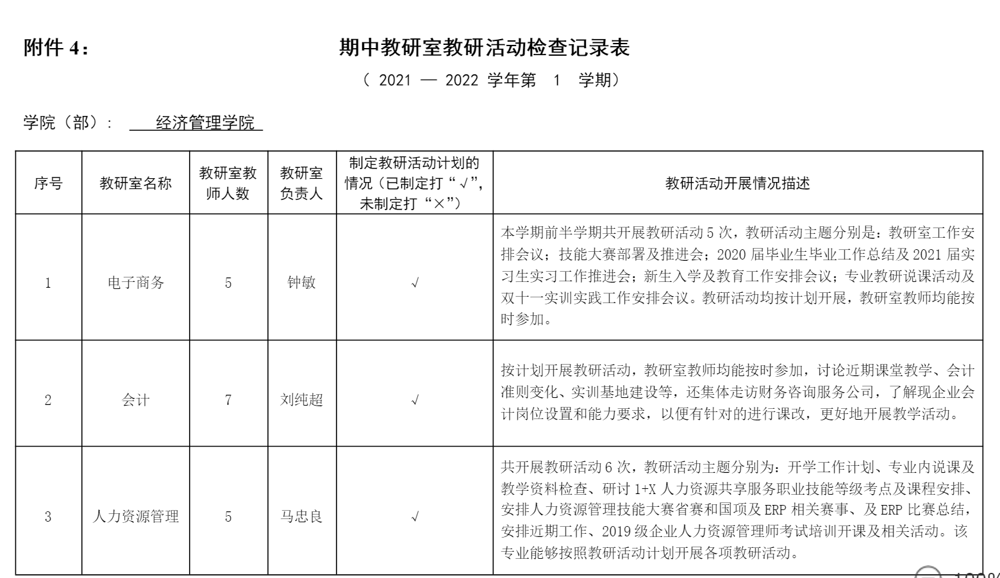 附件 4：
期中教研室教研活动检查记录表
（ 2021 — 2022 学年第 1 学期）
学院（部）： 经济管理学院
序号
教研室名称
教研室教
师人数
教研室
负责人
制定教研活动计划的
情况（已制定打“√”，
未制定打“×”）
教研活动开展情况描述
1
电子商务
5
钟敏
√
本学期前半学期共开展教研活动 5 次，教研活动主题分别是：教研室工作安
排会议；技能大赛部署及推进会；2020 届毕业生毕业工作总结及 2021 届实
习生实习工作推进会；新生入学及教育工作安排会议；专业教研说课活动及
双十一实训实践工作安排会议。教研活动均按计划开展，教研室教师均能按
时参加。
2
会计
7
刘纯超
√
按计划开展教研活动，教研室教师均能按时参加，讨论近期课堂教学、会计
准则变化、实训基地建设等，还集体走访财务咨询服务公司，了解现企业会
计岗位设置和能力要求，以便有针对的进行课改，更好地开展教学活动。
3
人力资源管理
5
马忠良
√
共开展教研活动 6 次，教研活动主题分别为：开学工作计划、专业内说课及
教学资料检查、研讨 1+X 人力资源共享服务职业技能等级考点及课程安排、
安排人力资源管理技能大赛省赛和国项及 ERP 相关赛事、及 ERP 比赛总结，
安排近期工作、2019 级企业人力资源管理师考试培训开课及相关活动。该
专业能够按照教研活动计划开展各项教研活动。